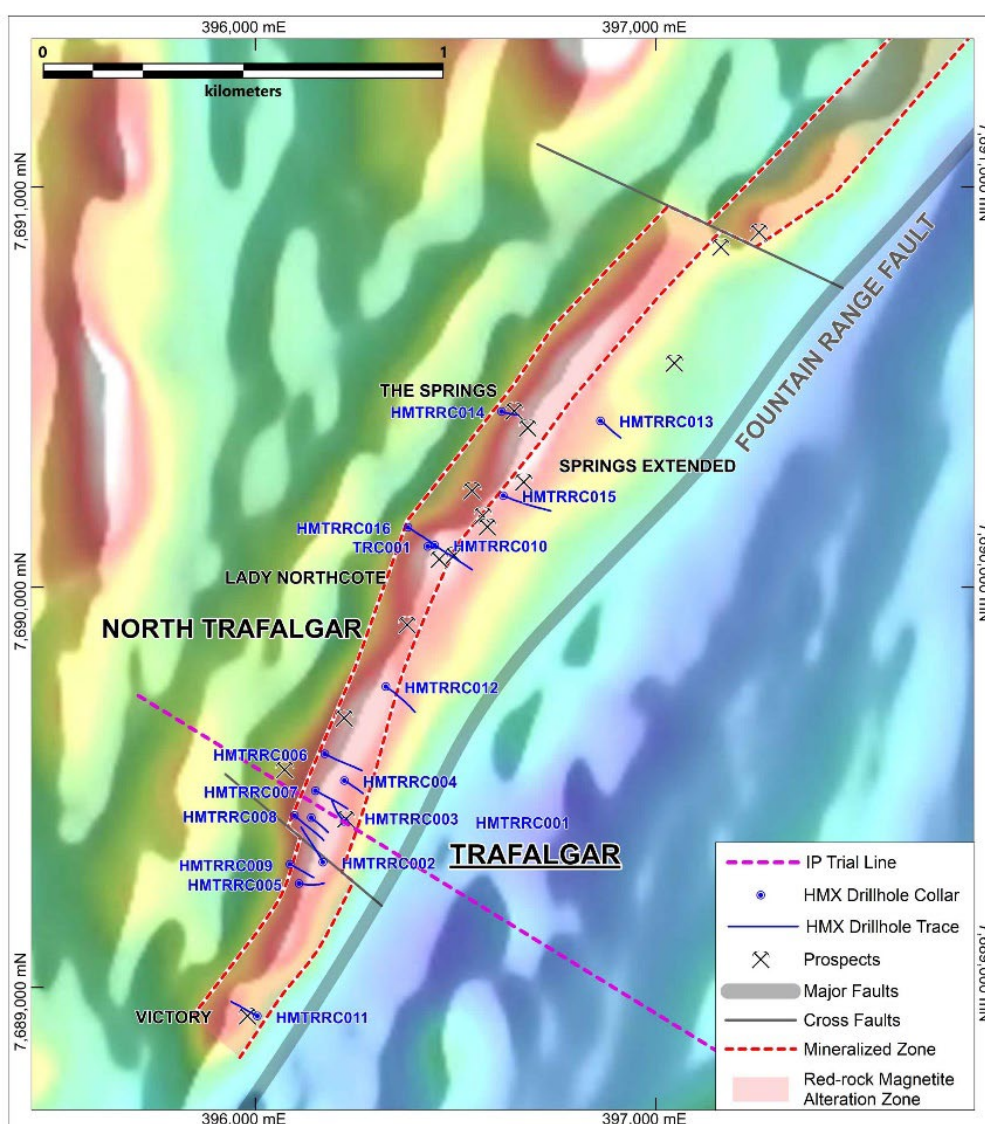 396,000 mE
397,000 mE
0
1
kilometers
7,691,000 mN
7,691,000 mN
FOUNTAIN RANGE FAULT
THE SPRINGS
HMTRRC014
HMTRRC013
SPRINGS EXTENDED
HMTRRC015
HMTRRC016
TRC001
HMTRRC010
LADY NORTHCOTE
7,690,000 mN
7,690,000 mN
NORTH TRAFALGAR
HMTRRC012
HMTRRC006
HMTRRC004
HMTRRC007
HMTRRC008
HMTRRC003
HMTRRC001
HMTRRC009
HMTRRC002
TRAFALGAR
HMTRRC005
VICTORY
HMTRRC011
7,689,000 mN
7,689,000 mN
IP Trial Line
HMX Drillhole Collar
HMX Drillhole Trace
Prospects
Major Faults
Cross Faults
Mineralized Zone
Red-rock Magnetite
Alteration Zone
396,000 mE
397,000 mE